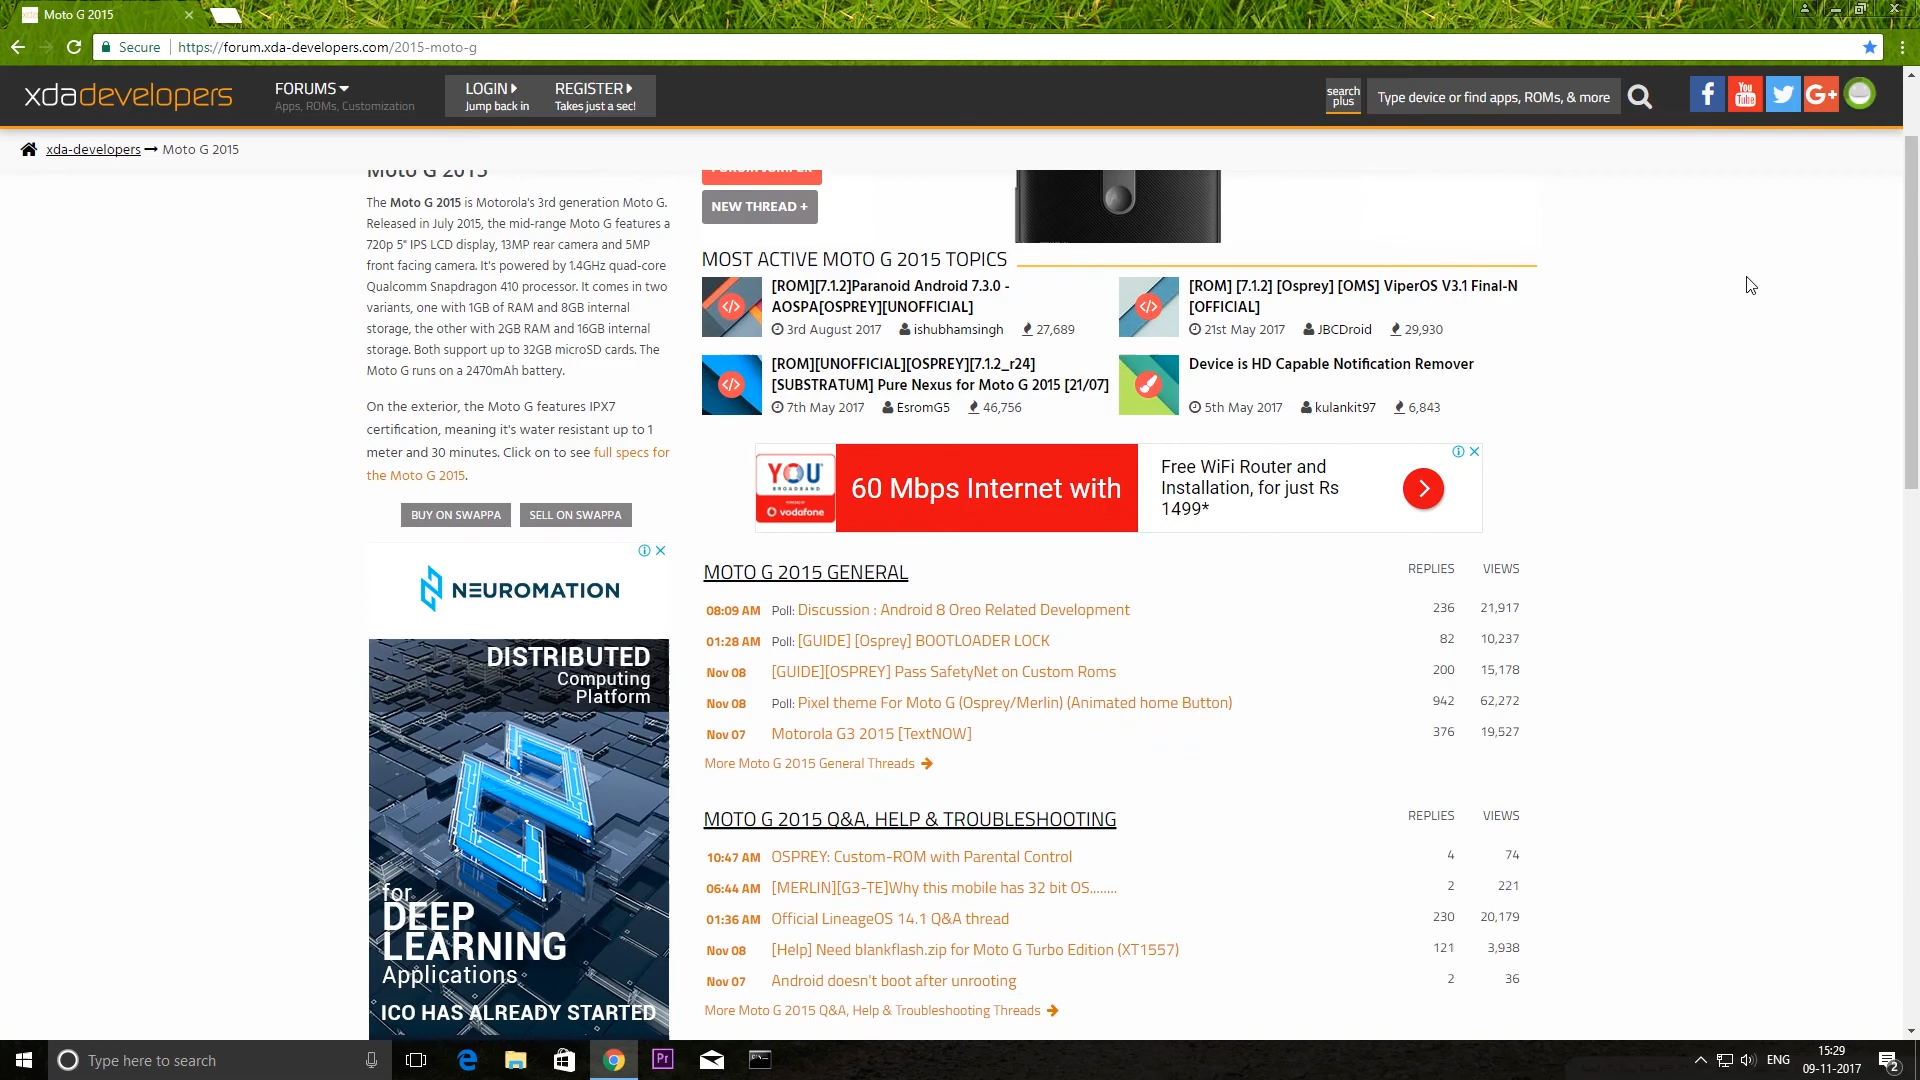 Moto G 2015
Secure https://forum.xda-developers.com/2015-moto-g
xdadevelopers
FORUMS
Apps, ROMs, Customization
LOGIN
Jump back in
REGISTER
Takes just a sec!
search plus
Type device or find apps, ROMs, & more
f
You Tube
G+
xda-developers Moto G 2015
Moto G 2015
The Moto G 2015 is Motorola's 3rd generation Moto G.
Released in July 2015, the mid-range Moto G features a
720p 5" IPS LCD display, 13MP rear camera and 5MP
front facing camera. It's powered by 1.4GHz quad-core
Qualcomm Snapdragon 410 processor. It comes in two
variants, one with 1GB of RAM and 8GB internal
storage, the other with 2GB RAM and 16GB internal
storage. Both support up to 32GB microSD cards. The
Moto G runs on a 2470mAh battery.
On the exterior, the Moto G features IPX7
certification, meaning it's water resistant up to 1
meter and 30 minutes. Click on to see full specs for
the Moto G 2015.
BUY ON SWAPPA SELL ON SWAPPA
NEUROMATION
DISTRIBUTED
Computing
Platform
for
DEEP
LEARNING
Applications
ICO HAS ALREADY STARTED
NEW THREAD +
MOST ACTIVE MOTO G 2015 TOPICS
[ROM][7.1.2]Paranoid Android 7.3.0 -
AOSPA[OSPREY][UNOFFICIAL]
3rd August 2017 ishubhamsingh 27,689
[ROM] [7.1.2] [Osprey] [OMS] ViperOS V3.1 Final-N
[OFFICIAL]
21st May 2017 JBCDroid 29,930
[ROM][UNOFFICIAL][OSPREY][7.1.2_r24]
[SUBSTRATUM] Pure Nexus for Moto G 2015 [21/07]
7th May 2017 EsromG5 46,756
Device is HD Capable Notification Remover
5th May 2017 kulankit97 6,843
YOU
BROADBAND
vodafone
60 Mbps Internet with
Free WiFi Router and
Installation, for just Rs
1499*
MOTO G 2015 GENERAL REPLIES VIEWS
08:09 AM Poll: Discussion : Android 8 Oreo Related Development 236 21,917
01:28 AM Poll: [GUIDE] [Osprey] BOOTLOADER LOCK 82 10,237
Nov 08 [GUIDE][OSPREY] Pass SafetyNet on Custom Roms 200 15,178
Nov 08 Poll: Pixel theme For Moto G (Osprey/Merlin) (Animated home Button) 942 62,272
Nov 07 Motorola G3 2015 [TextNOW] 376 19,527
More Moto G 2015 General Threads
MOTO G 2015 Q&A, HELP & TROUBLESHOOTING REPLIES VIEWS
10:47 AM OSPREY: Custom-ROM with Parental Control 4 74
06:44 AM [MERLIN][G3-TE]Why this mobile has 32 bit OS........ 2 221
01:36 AM Official LineageOS 14.1 Q&A thread 230 20,179
Nov 08 [Help] Need blankflash.zip for Moto G Turbo Edition (XT1557) 121 3,938
Nov 07 Android doesn't boot after unrooting 2 36
More Moto G 2015 Q&A, Help & Troubleshooting Threads
Type here to search
Pr
ENG
15:29
09-11-2017
2